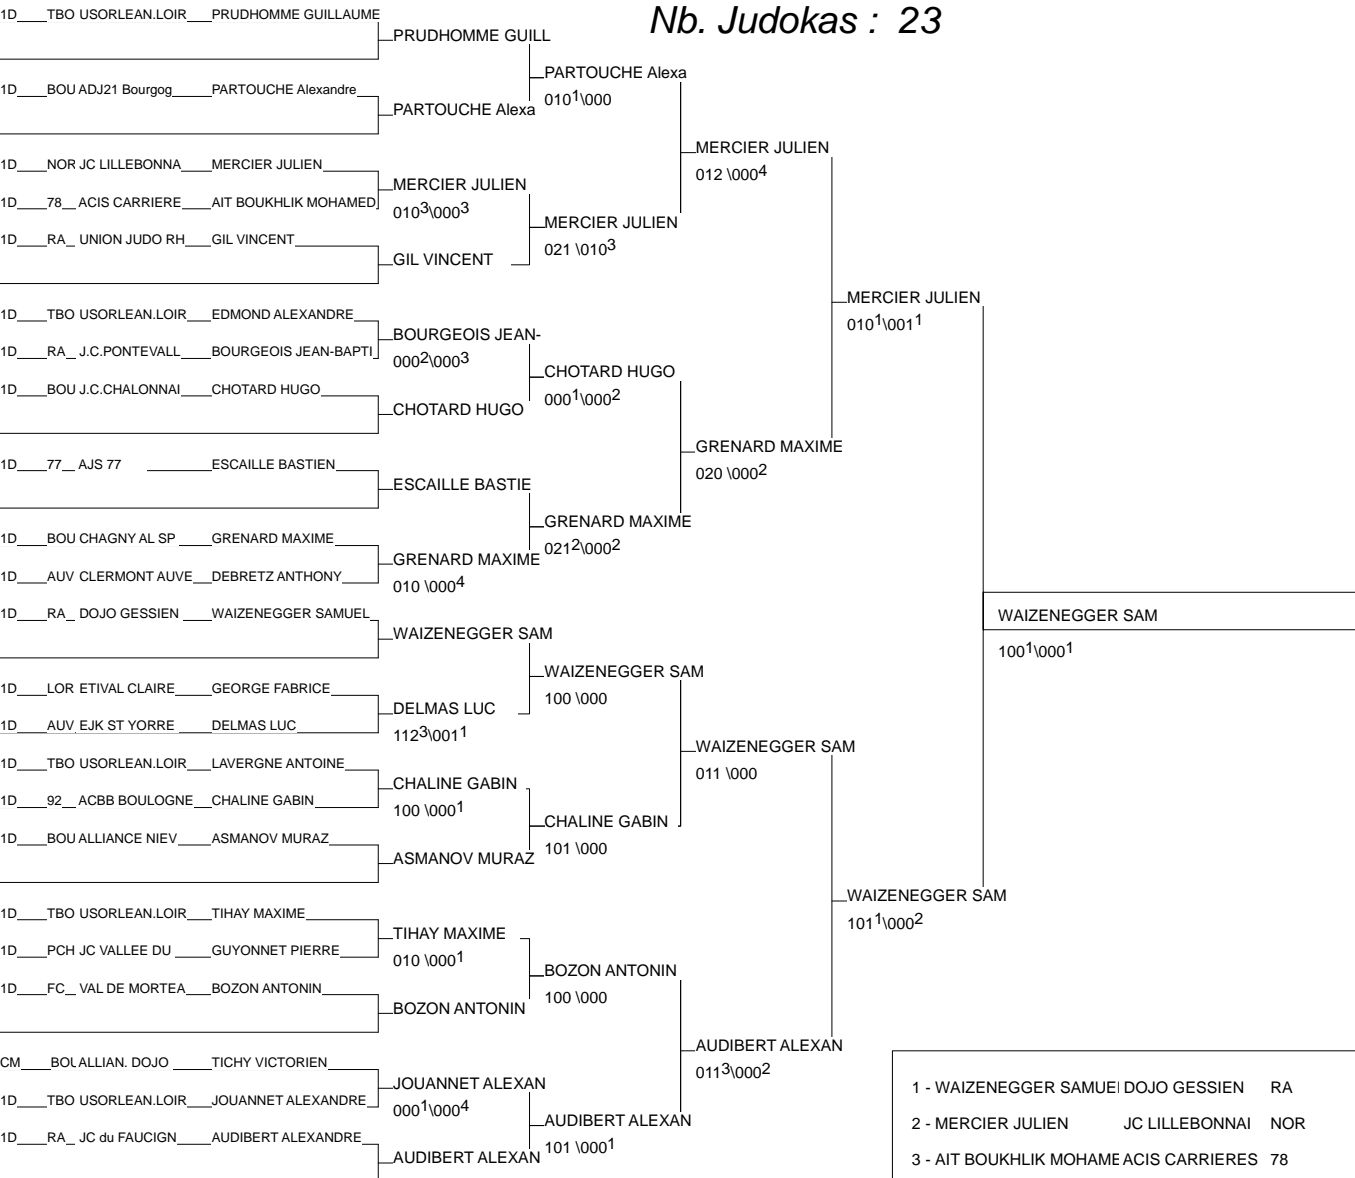 Nb. Judokas : 23
1D TBO USORLEAN.LOIR PRUDHOMME GUILLAUME
1D BOU ADJ21 Bourgog PARTOUCHE Alexandre
1D NOR JC LILLEBONNA MERCIER JULIEN
1D 78 ACIS CARRIERE AIT BOUKHLIK MOHAMED
1D RA UNION JUDO RH GIL VINCENT
1D TBO USORLEAN.LOIR EDMOND ALEXANDRE
1D RA J.C.PONTEVALL BOURGEOIS JEAN-BAPTI
1D BOU J.C.CHALONNAI CHOTARD HUGO
1D 77 AJS 77 ESCAILLE BASTIEN
1D BOU CHAGNY AL SP GRENARD MAXIME
1D AUV CLERMONT AUVE DEBRETZ ANTHONY
1D RA DOJO GESSIEN WAIZENEGGER SAMUEL
1D LOR ETIVAL CLAIRE GEORGE FABRICE
1D AUV EJK ST YORRE DELMAS LUC
1D TBO USORLEAN.LOIR LAVERGNE ANTOINE
1D 92 ACBB BOULOGNE CHALINE GABIN
1D BOU ALLIANCE NIEV ASMANOV MURAZ
1D TBO USORLEAN.LOIR TIHAY MAXIME
1D PCH JC VALLEE DU GUYONNET PIERRE
1D FC VAL DE MORTEA BOZON ANTONIN
CM BOU ALLIAN. DOJO TICHY VICTORIEN
1D TBO USORLEAN.LOIR JOUANNET ALEXANDRE
1D RA JC du FAUCIGN AUDIBERT ALEXANDRE
PRUDHOMME GUILL
PARTOUCHE Alexa
MERCIER JULIEN
010³\000³
GIL VINCENT
BOURGEOIS JEAN-
000²\000³
CHOTARD HUGO
ESCAILLE BASTIE
GRENARD MAXIME
010 \000⁴
WAIZENEGGER SAM
DELMAS LUC
112³\001¹
CHALINE GABIN
100 \000¹
ASMANOV MURAZ
TIHAY MAXIME
010 \000¹
BOZON ANTONIN
JOUANNET ALEXAN
000¹\000⁴
AUDIBERT ALEXAN
PARTOUCHE Alexa
010¹\000
MERCIER JULIEN
021 \010³
CHOTARD HUGO
000¹\000²
GRENARD MAXIME
021²\000²
WAIZENEGGER SAM
100 \000
CHALINE GABIN
101 \000
BOZON ANTONIN
100 \000
AUDIBERT ALEXAN
101 \000¹
MERCIER JULIEN
012 \000⁴
GRENARD MAXIME
020 \000²
WAIZENEGGER SAM
011 \000
AUDIBERT ALEXAN
011³\000²
MERCIER JULIEN
010¹\001¹
WAIZENEGGER SAM
101¹\000²
WAIZENEGGER SAM
100¹\000¹
1 - WAIZENEGGER SAMUEL DOJO GESSIEN RA
2 - MERCIER JULIEN JC LILLEBONNAI NOR
3 - AIT BOUKHLIK MOHAME ACIS CARRIERES 78